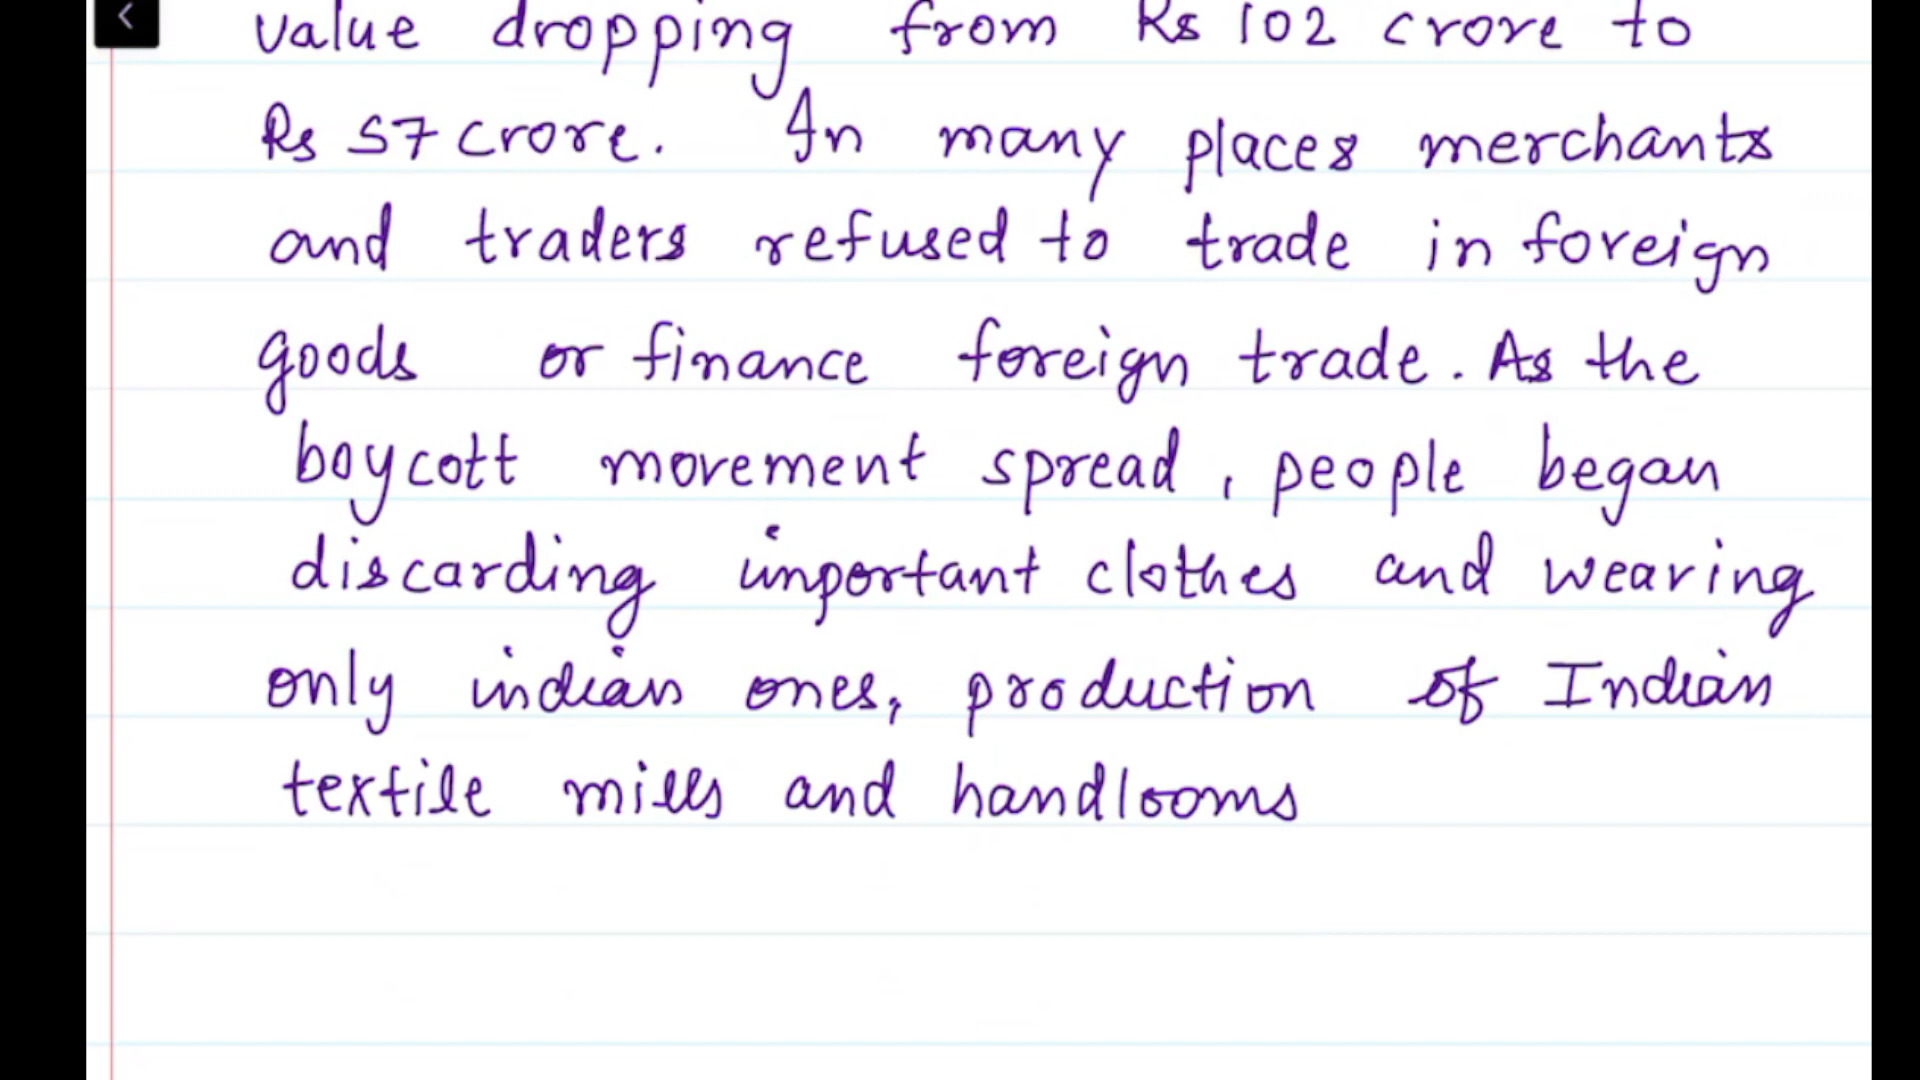 value dropping from Rs 102 crore to
Rs 57 crore. In many places merchants
and traders refused to trade in foreign
goods or finance foreign trade. As the
boycott movement spread, people began
discarding important clothes and wearing
only indian ones, production of Indian
textile mills and handlooms